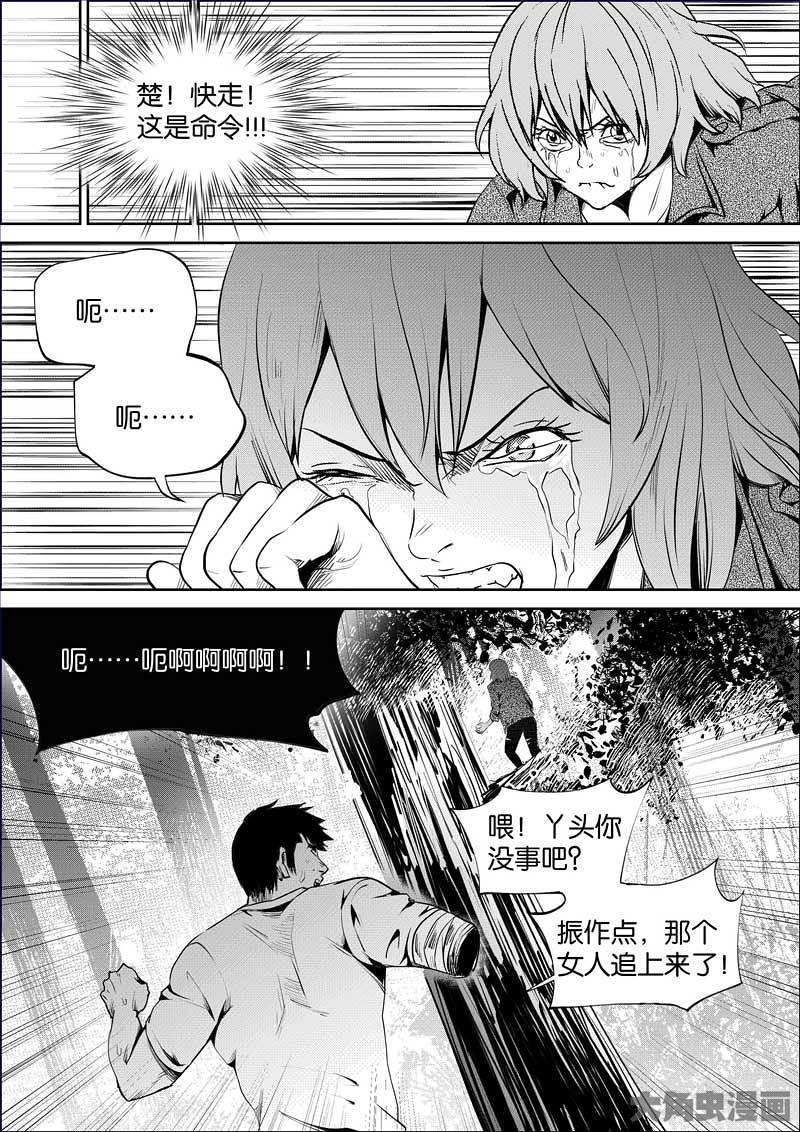 楚！快走！
这是命令!!!
呃……
呃……
呃……呃啊啊啊啊！！
喂！丫头你
没事吧？
振作点，那个
女人追上来了！
大角虫漫画